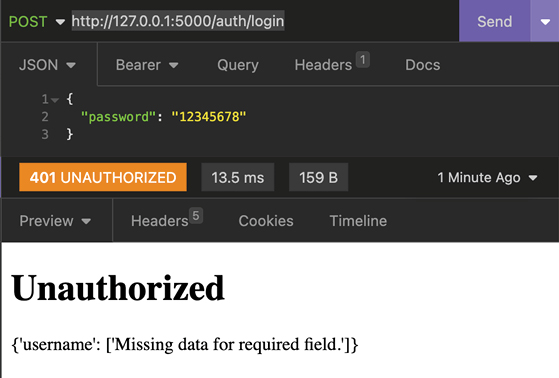 POST http://127.0.0.1:5000/auth/login Send
JSON Bearer Query Headers 1 Docs
1 {
2 "password": "12345678"
3 }
401 UNAUTHORIZED 13.5 ms 159 B 1 Minute Ago
Preview Headers 5 Cookies Timeline
Unauthorized
{'username': ['Missing data for required field.']}